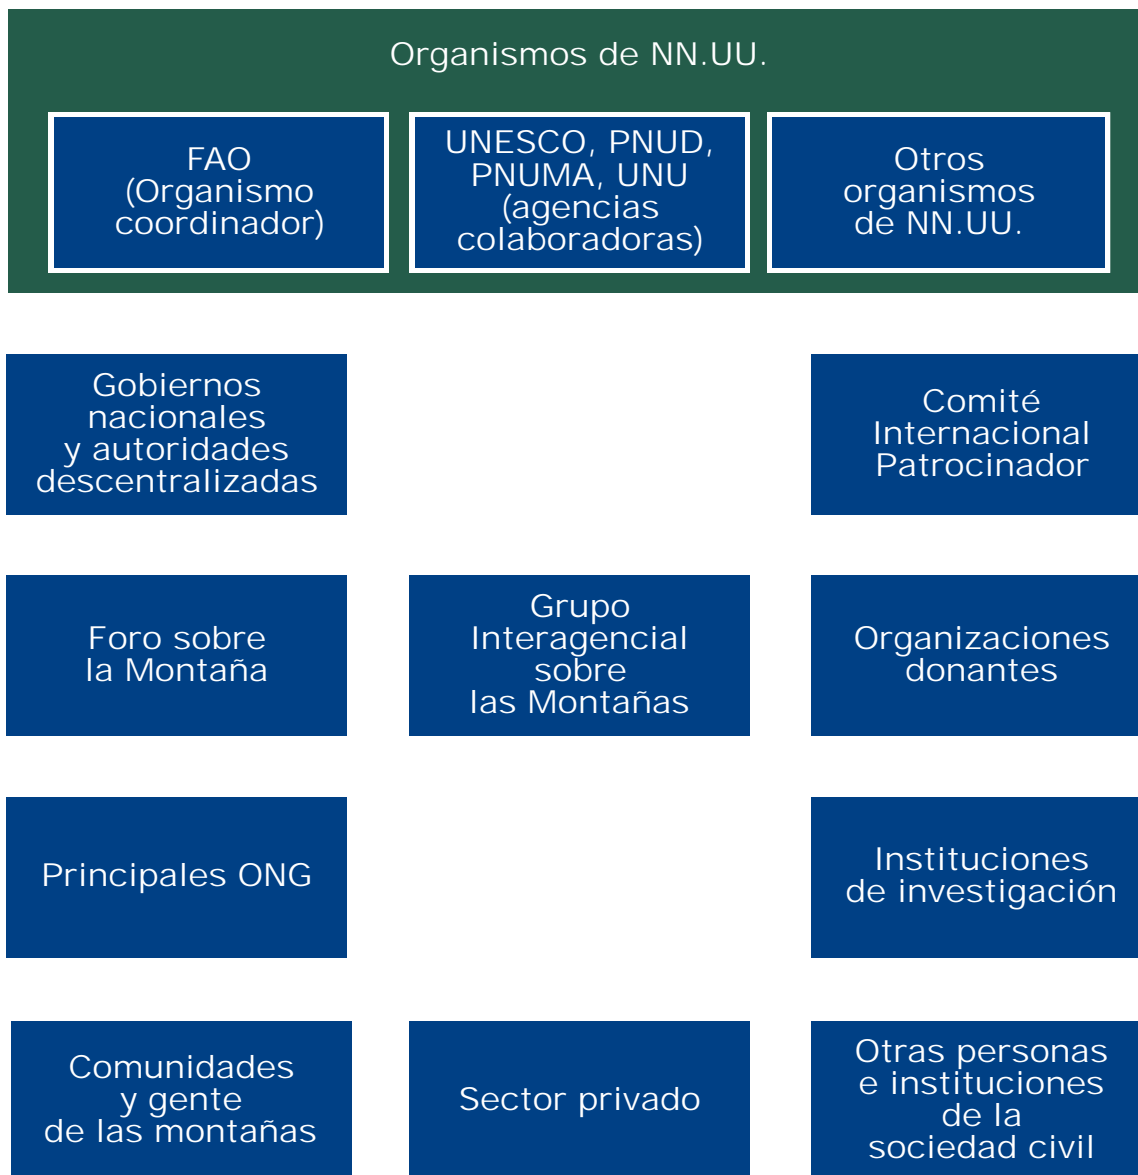 Organismos de NN.UU.
FAO
(Organismo
coordinador)
UNESCO, PNUD,
PNUMA, UNU
(agencias
colaboradoras)
Otros
organismos
de NN.UU.
Gobiernos
nacionales
y autoridades
descentralizadas
Comité
Internacional
Patrocinador
Foro sobre
la Montaña
Grupo
Interagencial
sobre
las Montañas
Organizaciones
donantes
Principales ONG
Instituciones
de investigación
Comunidades
y gente
de las montañas
Sector privado
Otras personas
e instituciones
de la
sociedad civil